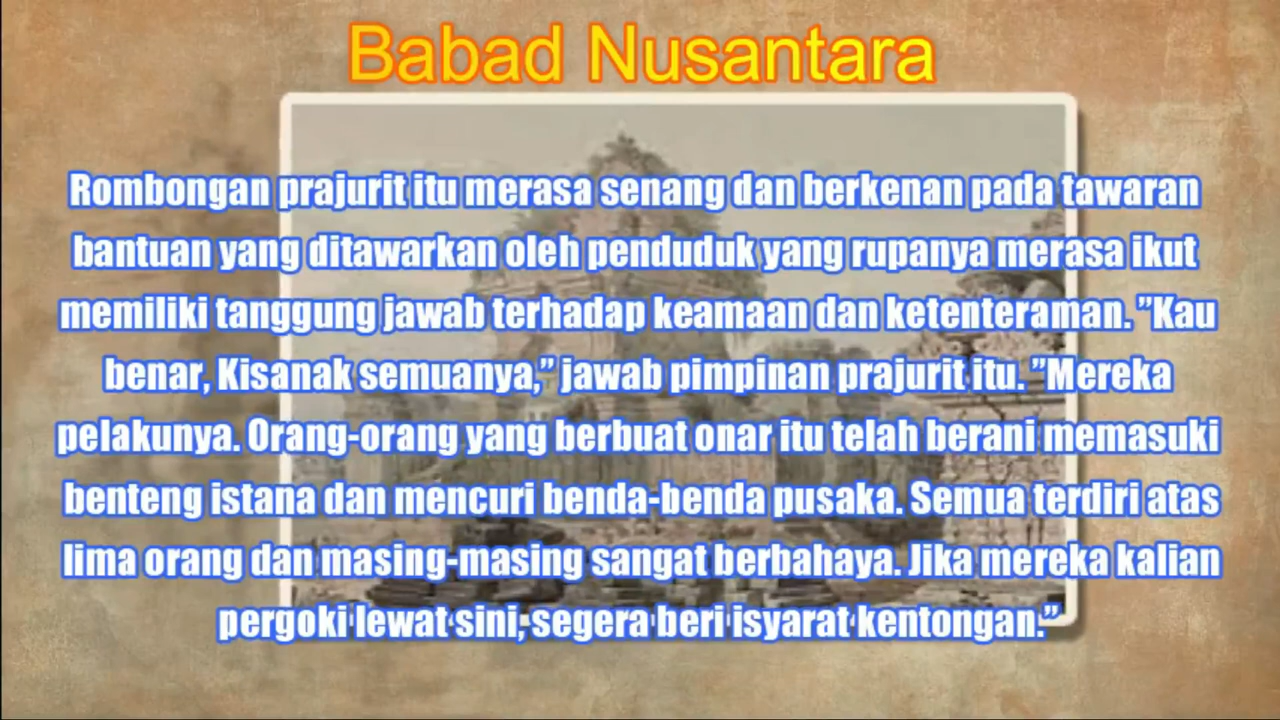 Babad Nusantara
Rombongan prajurit itu merasa senang dan berkenan pada tawaran
bantuan yang ditawarkan oleh penduduk yang rupanya merasa ikut
memiliki tanggung jawab terhadap keamaan dan ketenteraman. ”Kau
benar, Kisanak semuanya,” jawab pimpinan prajurit itu. ”Mereka
pelakunya. Orang-orang yang berbuat onar itu telah berani memasuki
benteng istana dan mencuri benda-benda pusaka. Semua terdiri atas
lima orang dan masing-masing sangat berbahaya. Jika mereka kalian
pergoki lewat sini, segera beri isyarat kentongan.”